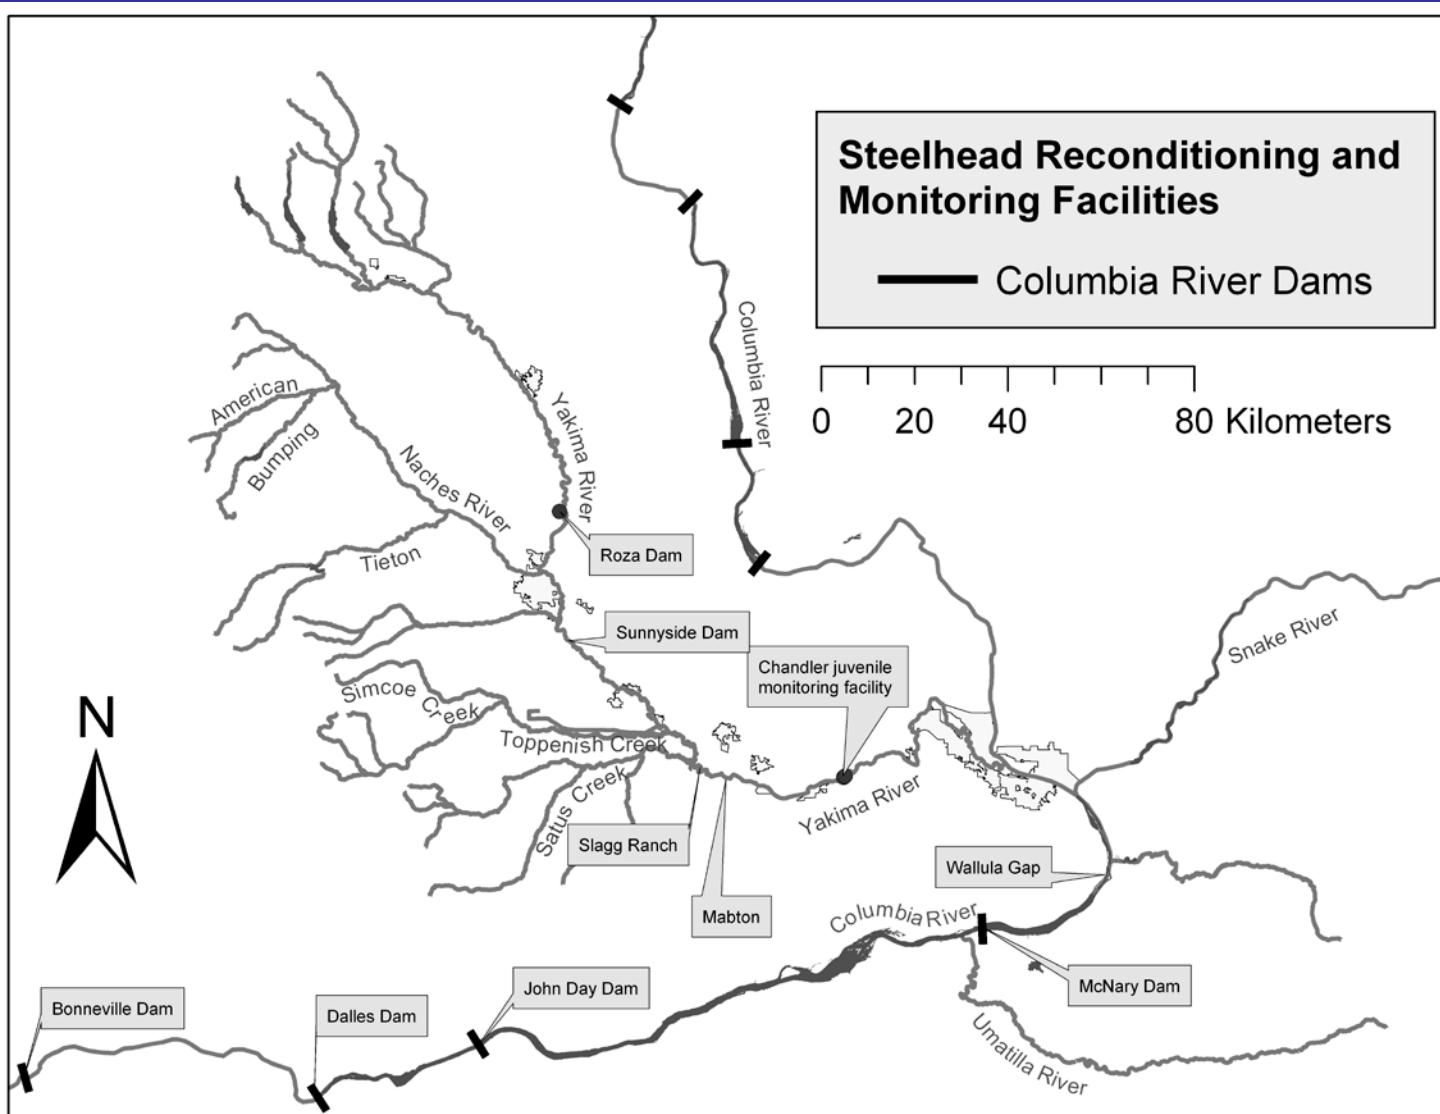 Steelhead Reconditioning and
Monitoring Facilities
Columbia River Dams
0 20 40 80 Kilometers
Columbia River
American
Bumping
Naches River
Yakima River
Roza Dam
Tieton
Sunnyside Dam
Chandler juvenile
monitoring facility
Snake River
Simcoe Creek
N
Toppenish Creek
Satus Creek
Yakima River
Slagg Ranch
Wallula Gap
Mabton
Columbia River
McNary Dam
John Day Dam
Bonneville Dam
Dalles Dam
Umatilla River